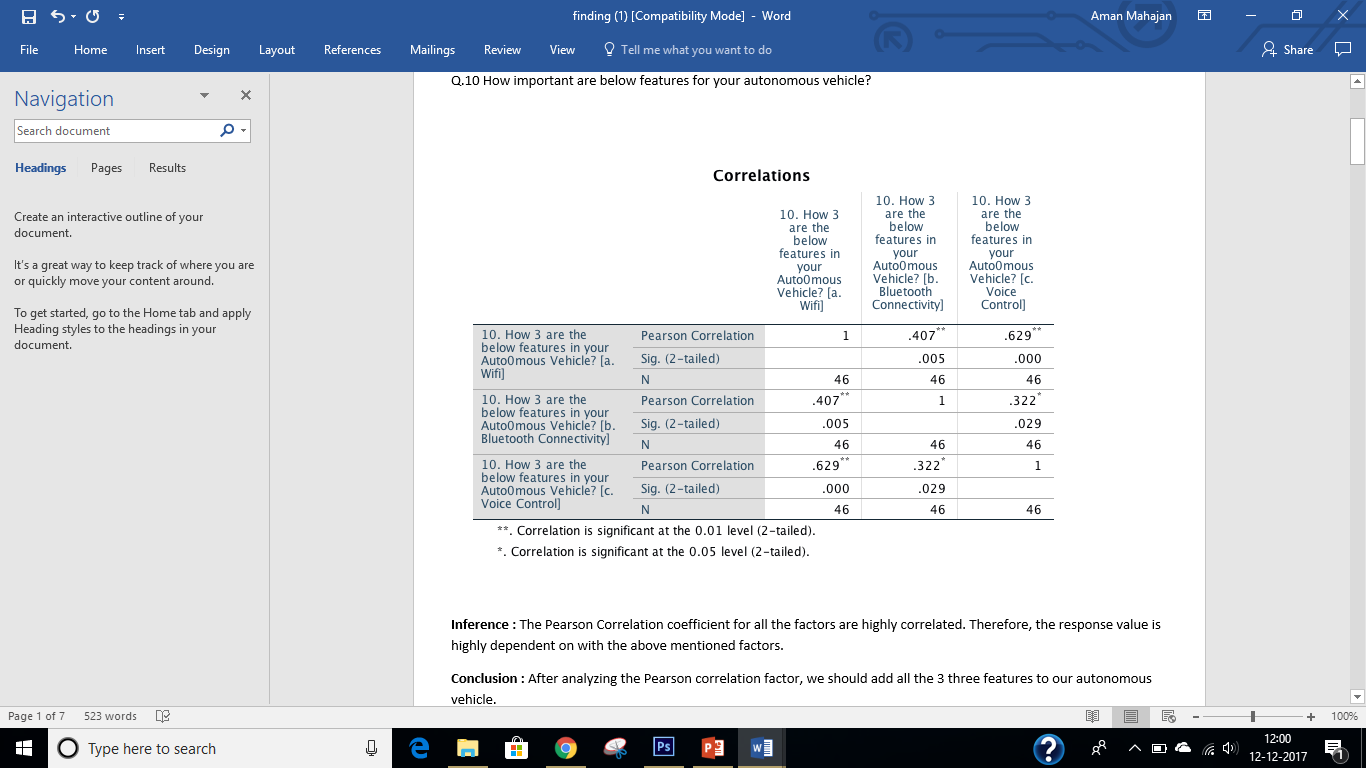 finding (1) [Compatibility Mode] - Word
Aman Mahajan
File Home Insert Design Layout References Mailings Review View Tell me what you want to do Share
Navigation
Search document
Headings Pages Results
Create an interactive outline of your
document.
It's a great way to keep track of where you are
or quickly move your content around.
To get started, go to the Home tab and apply
Heading styles to the headings in your
document.
Q.10 How important are below features for your autonomous vehicle?
Correlations
10. How 3
are the
below
features in
your
Auto0mous
Vehicle? [a.
Wifi]
10. How 3
are the
below
features in
your
Auto0mous
Vehicle? [b.
Bluetooth
Connectivity]
10. How 3
are the
below
features in
your
Auto0mous
Vehicle? [c.
Voice
Control]
10. How 3 are the
below features in your
Auto0mous Vehicle? [a.
Wifi]
Pearson Correlation 1 .407** .629**
Sig. (2-tailed) .005 .000
N 46 46 46
10. How 3 are the
below features in your
Auto0mous Vehicle? [b.
Bluetooth Connectivity]
Pearson Correlation .407** 1 .322*
Sig. (2-tailed) .005 .029
N 46 46 46
10. How 3 are the
below features in your
Auto0mous Vehicle? [c.
Voice Control]
Pearson Correlation .629** .322* 1
Sig. (2-tailed) .000 .029
N 46 46 46
**. Correlation is significant at the 0.01 level (2-tailed).
*. Correlation is significant at the 0.05 level (2-tailed).
Inference : The Pearson Correlation coefficient for all the factors are highly correlated. Therefore, the response value is
highly dependent on with the above mentioned factors.
Conclusion : After analyzing the Pearson correlation factor, we should add all the 3 three features to our autonomous
vehicle.
Page 1 of 7 523 words
100%
Type here to search
Ps
12:00
12-12-2017
1